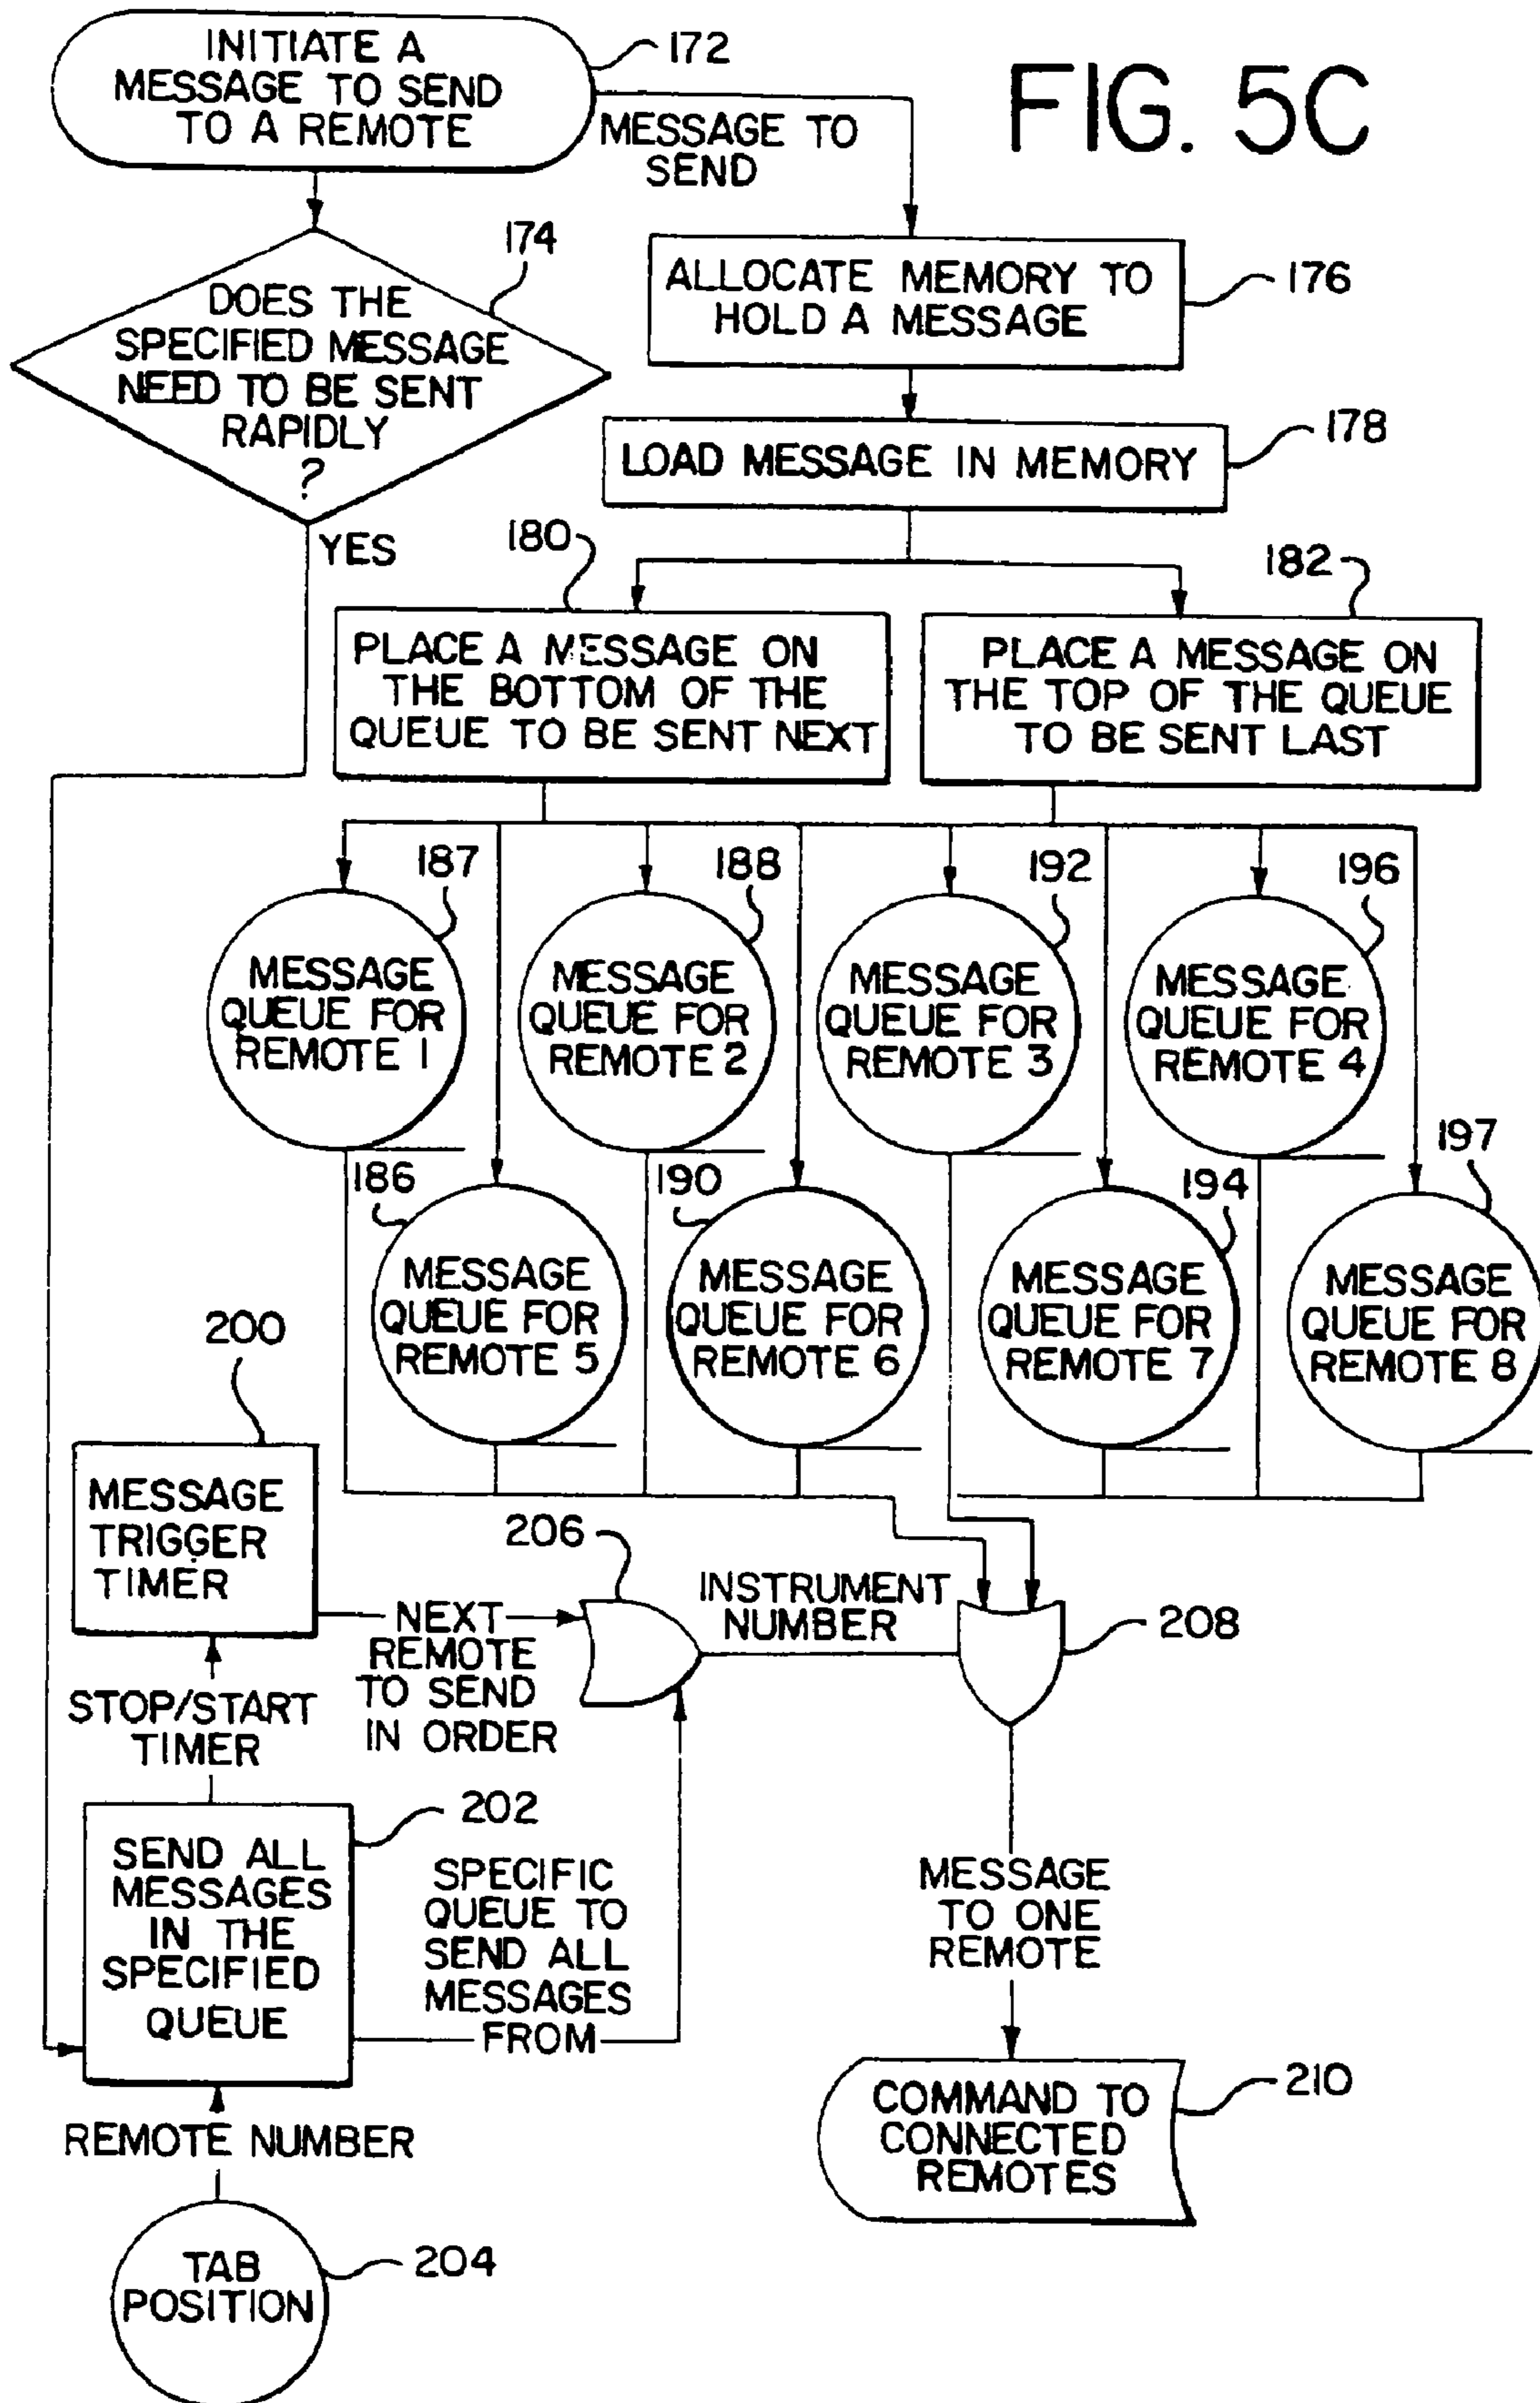 INITIATE A
MESSAGE TO SEND
TO A REMOTE
172
FIG. 5C
MESSAGE TO
SEND
174
DOES THE
SPECIFIED MESSAGE
NEED TO BE SENT
RAPIDLY
?
ALLOCATE MEMORY TO
HOLD A MESSAGE
176
LOAD MESSAGE IN MEMORY
178
YES
180
182
PLACE A MESSAGE ON
THE BOTTOM OF THE
QUEUE TO BE SENT NEXT
PLACE A MESSAGE ON
THE TOP OF THE QUEUE
TO BE SENT LAST
187
188
192
196
MESSAGE
QUEUE FOR
REMOTE 1
MESSAGE
QUEUE FOR
REMOTE 2
MESSAGE
QUEUE FOR
REMOTE 3
MESSAGE
QUEUE FOR
REMOTE 4
186
190
194
197
MESSAGE
QUEUE FOR
REMOTE 5
MESSAGE
QUEUE FOR
REMOTE 6
MESSAGE
QUEUE FOR
REMOTE 7
MESSAGE
QUEUE FOR
REMOTE 8
200
MESSAGE
TRIGGER
TIMER
206
NEXT
REMOTE
TO SEND
IN ORDER
INSTRUMENT
NUMBER
208
STOP/START
TIMER
202
SEND ALL
MESSAGES
IN THE
SPECIFIED
QUEUE
SPECIFIC
QUEUE TO
SEND ALL
MESSAGES
FROM
MESSAGE
TO ONE
REMOTE
REMOTE NUMBER
COMMAND TO
CONNECTED
REMOTES
210
TAB
POSITION
204